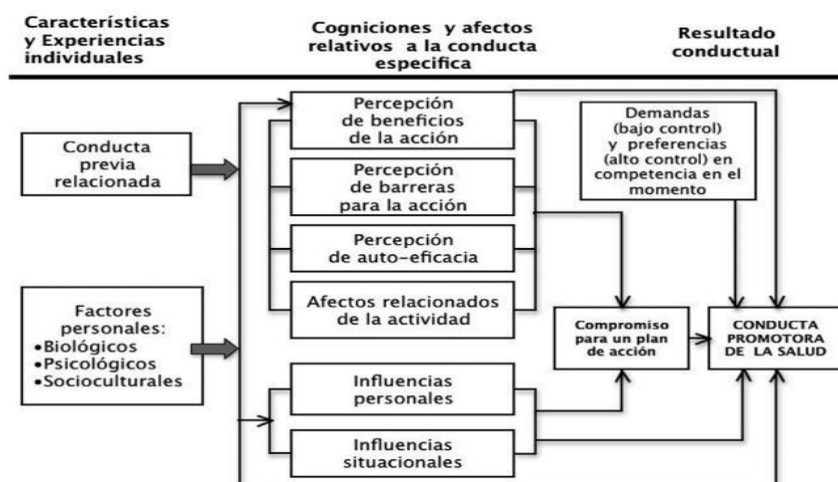 Características
y Experiencias
individuales
Cogniciones y afectos
relativos a la conducta
especifica
Resultado
conductual
Conducta
previa
relacionada
Factores
personales:
•Biológicos
•Psicológicos
•Socioculturales
Percepción
de beneficios
de la acción
Percepción
de barreras
para la acción
Percepción
de auto-eficacia
Afectos relacionados
de la actividad
Influencias
personales
Influencias
situacionales
Demandas
(bajo control)
y preferencias
(alto control) en
competencia en el
momento
Compromiso
para un plan
de acción
CONDUCTA
PROMOTORA
DE LA SALUD